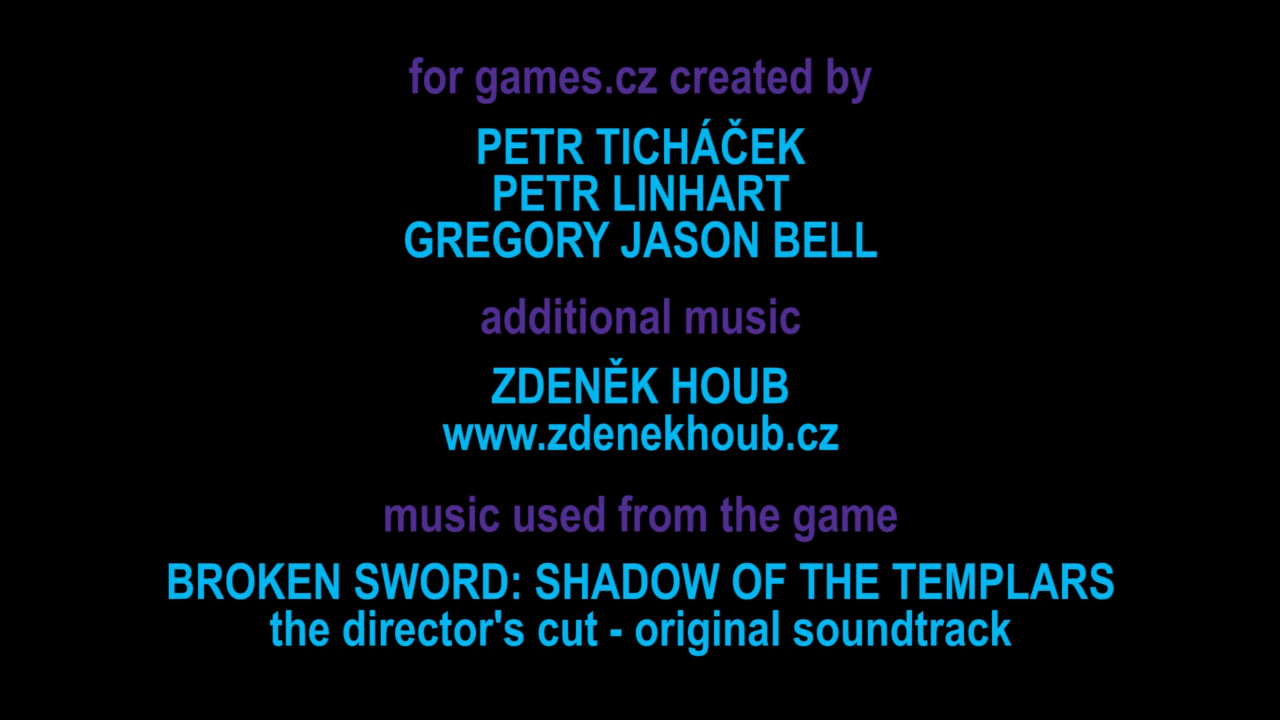 for games.cz created by
PETR TICHÁČEK
PETR LINHART
GREGORY JASON BELL
additional music
ZDENĚK HOUB
www.zdenekhoub.cz
music used from the game
BROKEN SWORD: SHADOW OF THE TEMPLARS
the director's cut - original soundtrack